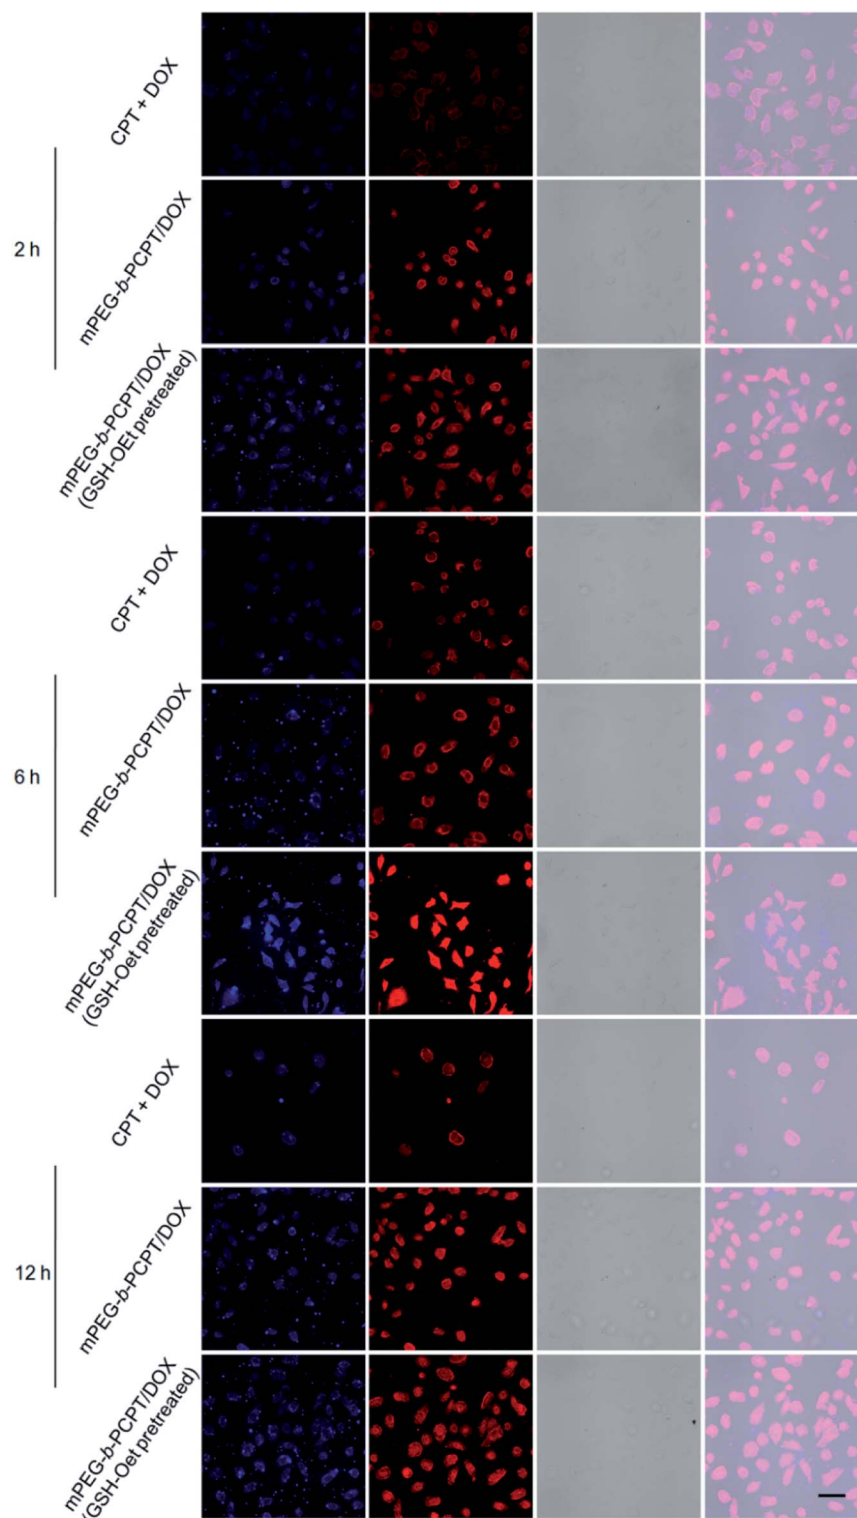 2 h
CPT + DOX
mPEG-b-PCPT/DOX
mPEG-b-PCPT/DOX
(GSH-OEt pretreated)
6 h
CPT + DOX
mPEG-b-PCPT/DOX
mPEG-b-PCPT/DOX
(GSH-Oet pretreated)
12 h
CPT + DOX
mPEG-b-PCPT/DOX
mPEG-b-PCPT/DOX
(GSH-Oet pretreated)